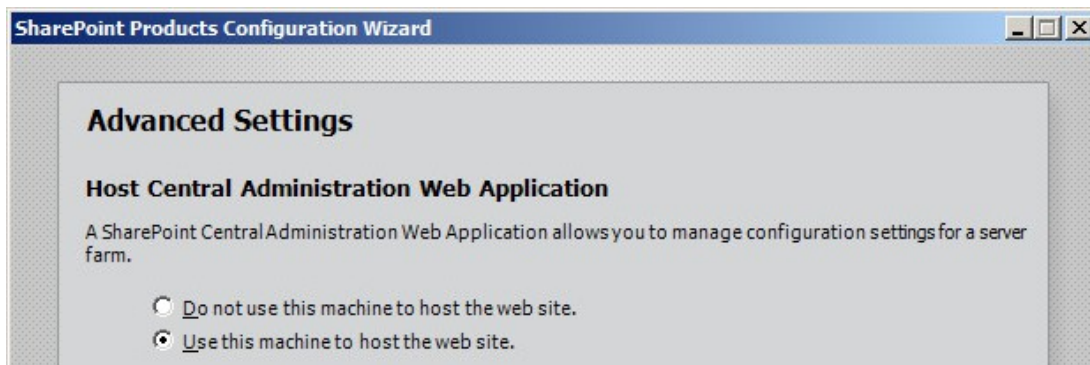 SharePoint Products Configuration Wizard
Advanced Settings
Host Central Administration Web Application
A SharePoint Central Administration Web Application allows you to manage configuration settings for a server
farm.
Do not use this machine to host the web site.
Use this machine to host the web site.